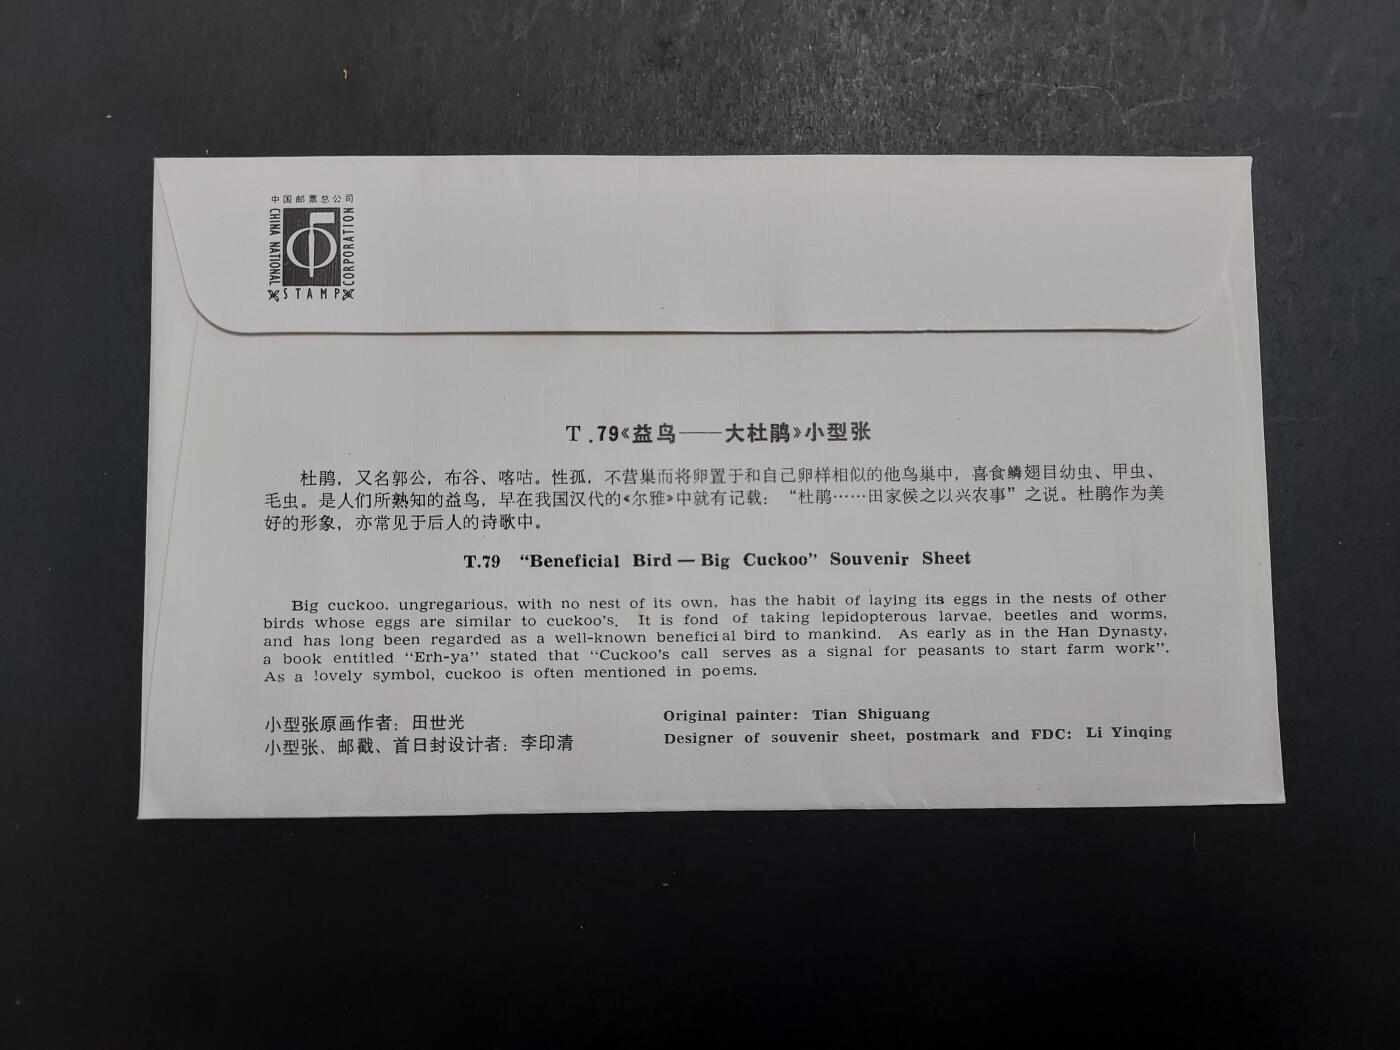 中国邮票总公司
CHINA NATIONAL
STAMP
CORPORATION
T.79《益鸟——大杜鹃》小型张
杜鹃，又名郭公，布谷、喀咕。性孤，不营巢而将卵置于和自己卵样相似的他鸟巢中，喜食鳞翅目幼虫、甲虫、
毛虫。是人们所熟知的益鸟，早在我国汉代的《尔雅》中就有记载：“杜鹃……田家候之以兴农事”之说。杜鹃作为美
好的形象，亦常见于后人的诗歌中。
T.79 “Beneficial Bird — Big Cuckoo” Souvenir Sheet
Big cuckoo, ungregarious, with no nest of its own, has the habit of laying its eggs in the nests of other
birds whose eggs are similar to cuckoo’s. It is fond of taking lepidopterous larvae, beetles and worms,
and has long been regarded as a well-known beneficial bird to mankind. As early as in the Han Dynasty,
a book entitled “Erh-ya” stated that “Cuckoo’s call serves as a signal for peasants to start farm work”.
As a lovely symbol, cuckoo is often mentioned in poems.
小型张原画作者：田世光
小型张、邮戳、首日封设计者：李印清
Original painter: Tian Shiguang
Designer of souvenir sheet, postmark and FDC: Li Yinqing